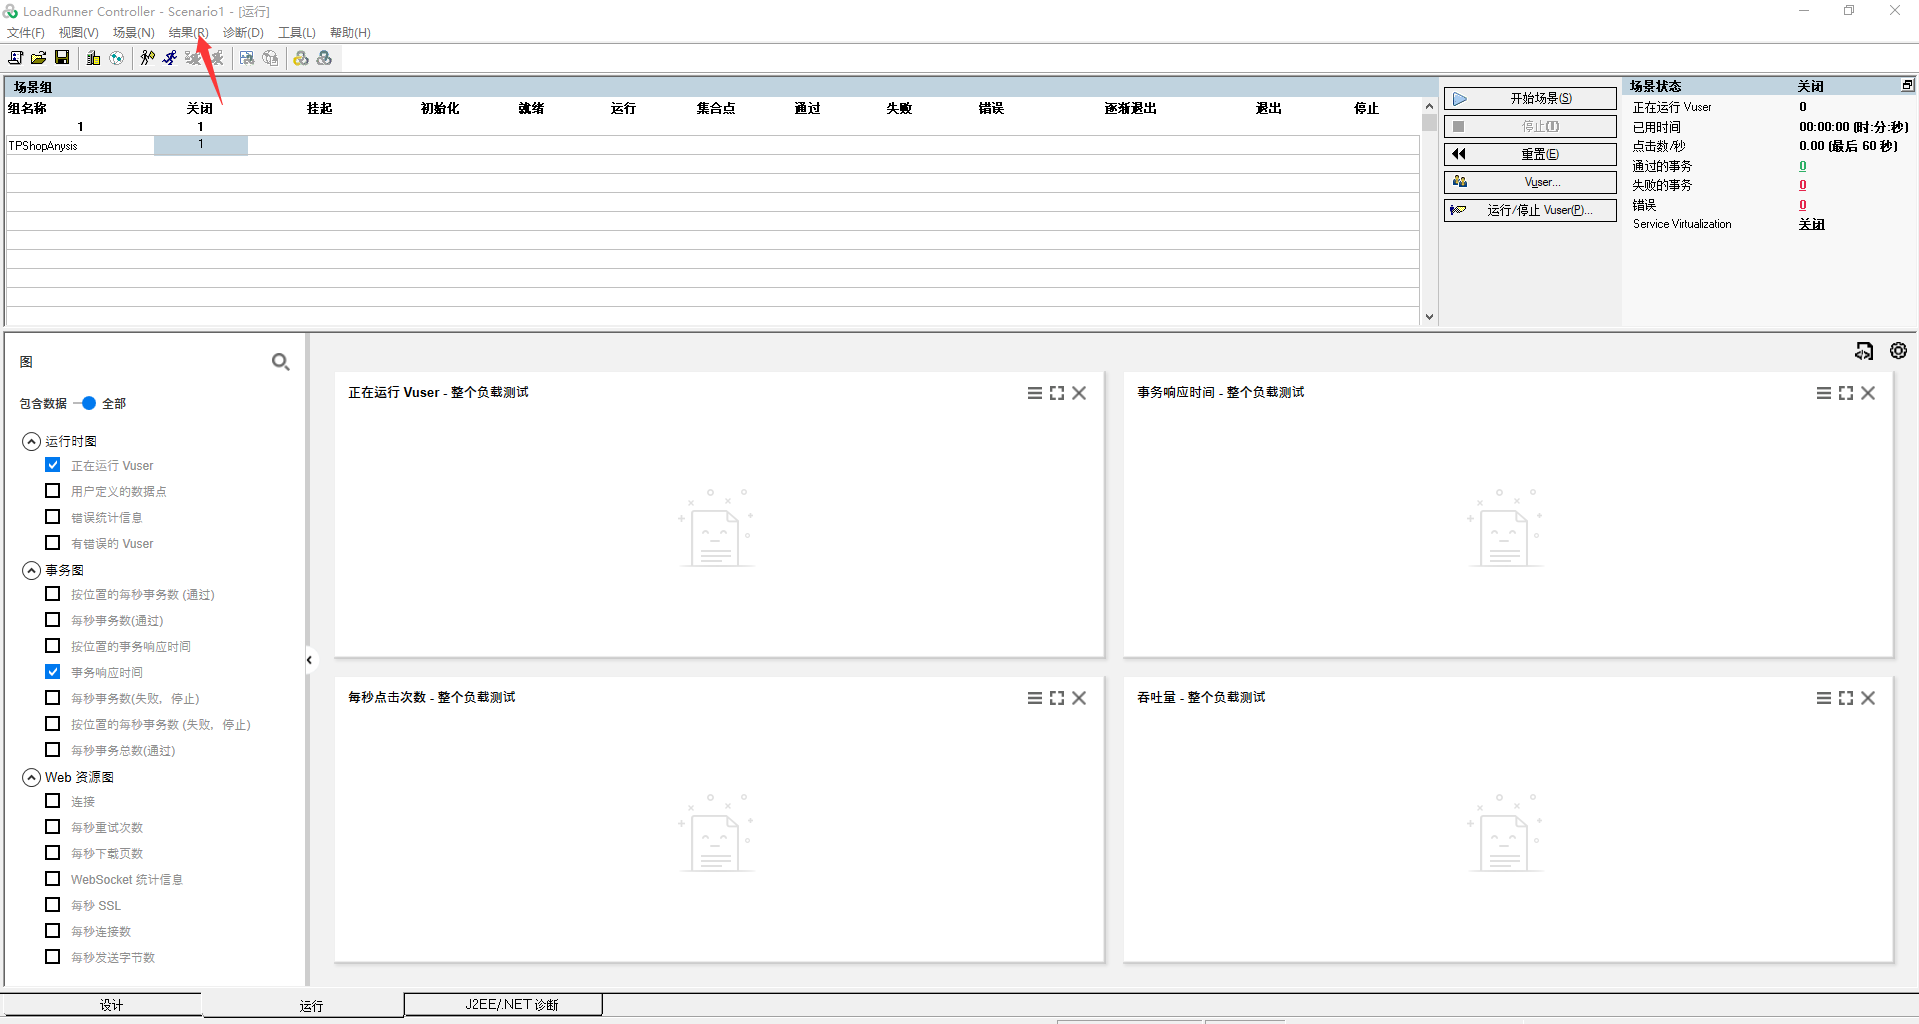 LoadRunner Controller - Scenario1 - [运行]
文件(F) 视图(V) 场景(N) 结果(R) 诊断(D) 工具(L) 帮助(H)
场景组
组名称 关闭 挂起 初始化 就绪 运行 集合点 通过 失败 错误 逐渐退出 退出 停止
1 1
TPShopAnysis 1
开始场景(S)
停止(I)
重置(E)
Vuser...
运行/停止 Vuser(P)...
场景状态 关闭
正在运行 Vuser 0
已用时间 00:00:00 (时:分:秒)
点击数/秒 0.00 (最后 60 秒)
通过的事务 0
失败的事务 0
错误 0
Service Virtualization 关闭
图
包含数据 全部
运行时图
正在运行 Vuser
用户定义的数据点
错误统计信息
有错误的 Vuser
事务图
按位置的每秒事务数 (通过)
每秒事务数(通过)
按位置的事务响应时间
事务响应时间
每秒事务数(失败, 停止)
按位置的每秒事务数 (失败, 停止)
每秒事务总数(通过)
Web 资源图
连接
每秒重试次数
每秒下载页数
WebSocket 统计信息
每秒 SSL
每秒连接数
每秒发送字节数
正在运行 Vuser - 整个负载测试
事务响应时间 - 整个负载测试
每秒点击次数 - 整个负载测试
吞吐量 - 整个负载测试
设计 运行 J2EE/.NET 诊断